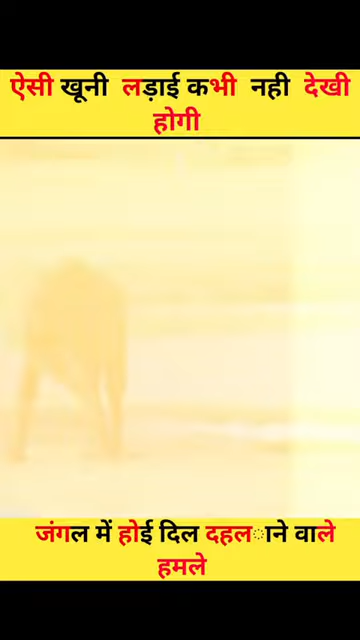 ऐसी खूनी लड़ाई कभी नही देखी
होगी
जंगल में होई दिल दहलाने वाले
हमले